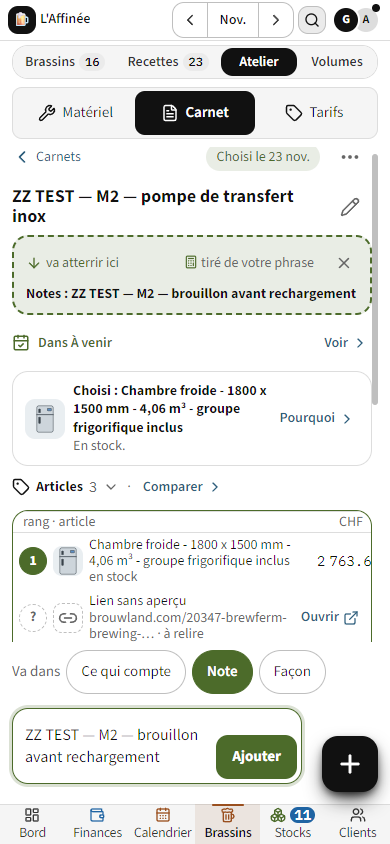 L'Affinée
Nov.
G
A
Brassins 16
Recettes 23
Atelier
Volumes
Matériel
Carnet
Tarifs
Carnets
Choisi le 23 nov.
ZZ TEST — M2 — pompe de transfert
inox
va atterrir ici
tiré de votre phrase
Notes : ZZ TEST — M2 — brouillon avant rechargement
Dans À venir
Voir
Choisi : Chambre froide - 1800 x
1500 mm - 4,06 m³ - groupe
frigorifique inclus
En stock.
Pourquoi
Articles 3 · Comparer
rang · article
CHF
1
Chambre froide - 1800 x 1500 mm -
4,06 m³ - groupe frigorifique inclus
en stock
2 763.6
?
Lien sans aperçu
brouwland.com/20347-brewferm-
brewing-... · à relire
Ouvrir
Va dans
Ce qui compte
Note
Façon
ZZ TEST — M2 — brouillon
avant rechargement
Ajouter
Bord
Finances
Calendrier
Brassins
11
Stocks
Clients